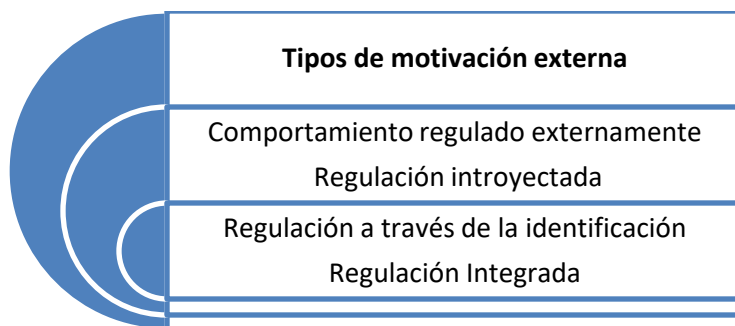 Tipos de motivación externa
Comportamiento regulado externamente
Regulación introyectada
Regulación a través de la identificación
Regulación Integrada